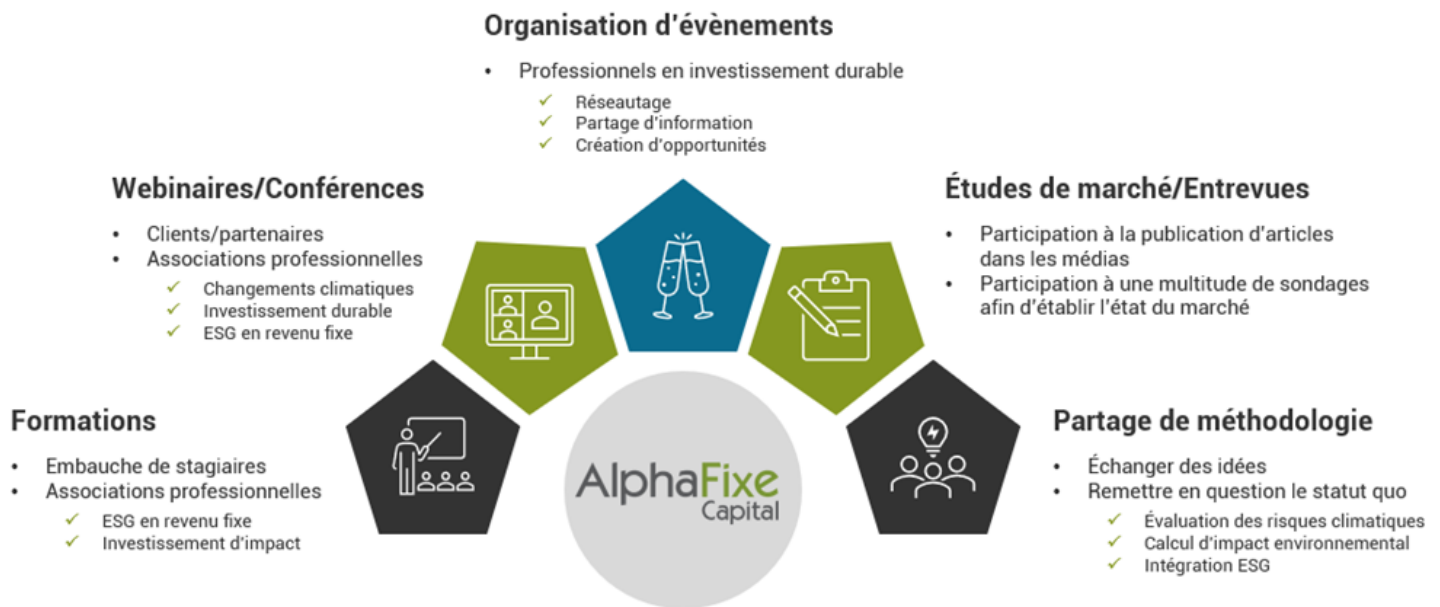 Organisation d'évènements
• Professionnels en investissement durable
✓ Réseautage
✓ Partage d'information
✓ Création d'opportunités
Webinaires/Conférences
• Clients/partenaires
• Associations professionnelles
✓ Changements climatiques
✓ Investissement durable
✓ ESG en revenu fixe
Études de marché/Entrevues
• Participation à la publication d'articles
dans les médias
• Participation à une multitude de sondages
afin d'établir l'état du marché
Formations
• Embauche de stagiaires
• Associations professionnelles
✓ ESG en revenu fixe
✓ Investissement d'impact
AlphaFixe
Capital
Partage de méthodologie
• Échanger des idées
• Remettre en question le statut quo
✓ Évaluation des risques climatiques
✓ Calcul d'impact environnemental
✓ Intégration ESG